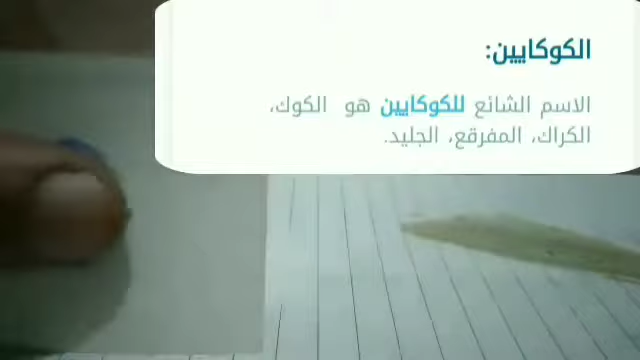 الكوكايين:
الاسم الشائع للكوكايين هو الكوك،
الكراك، المفرقع، الجليد.